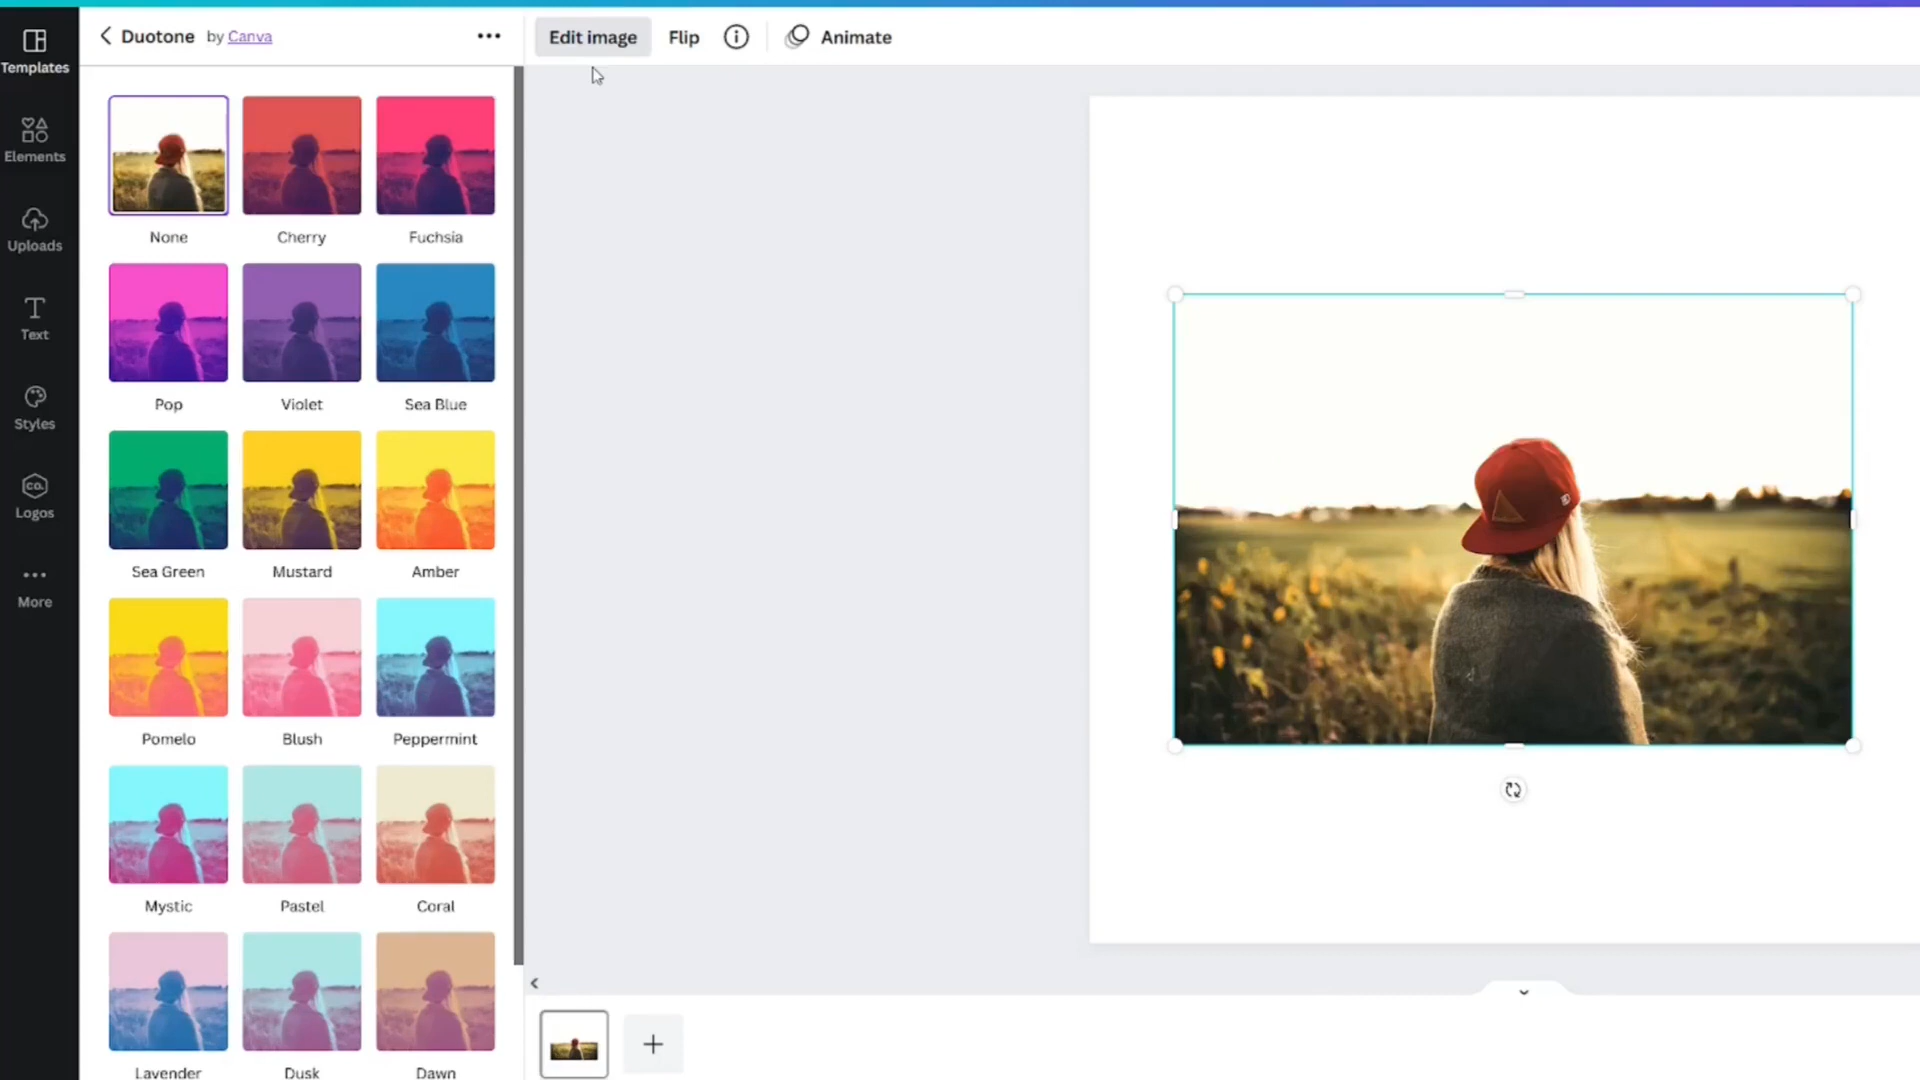 Templates
Elements
Uploads
Text
Styles
CO.
Logos
More
Duotone by Canva
None Cherry Fuchsia
Pop Violet Sea Blue
Sea Green Mustard Amber
Pomelo Blush Peppermint
Mystic Pastel Coral
Lavender Dusk Dawn
Edit image Flip Animate